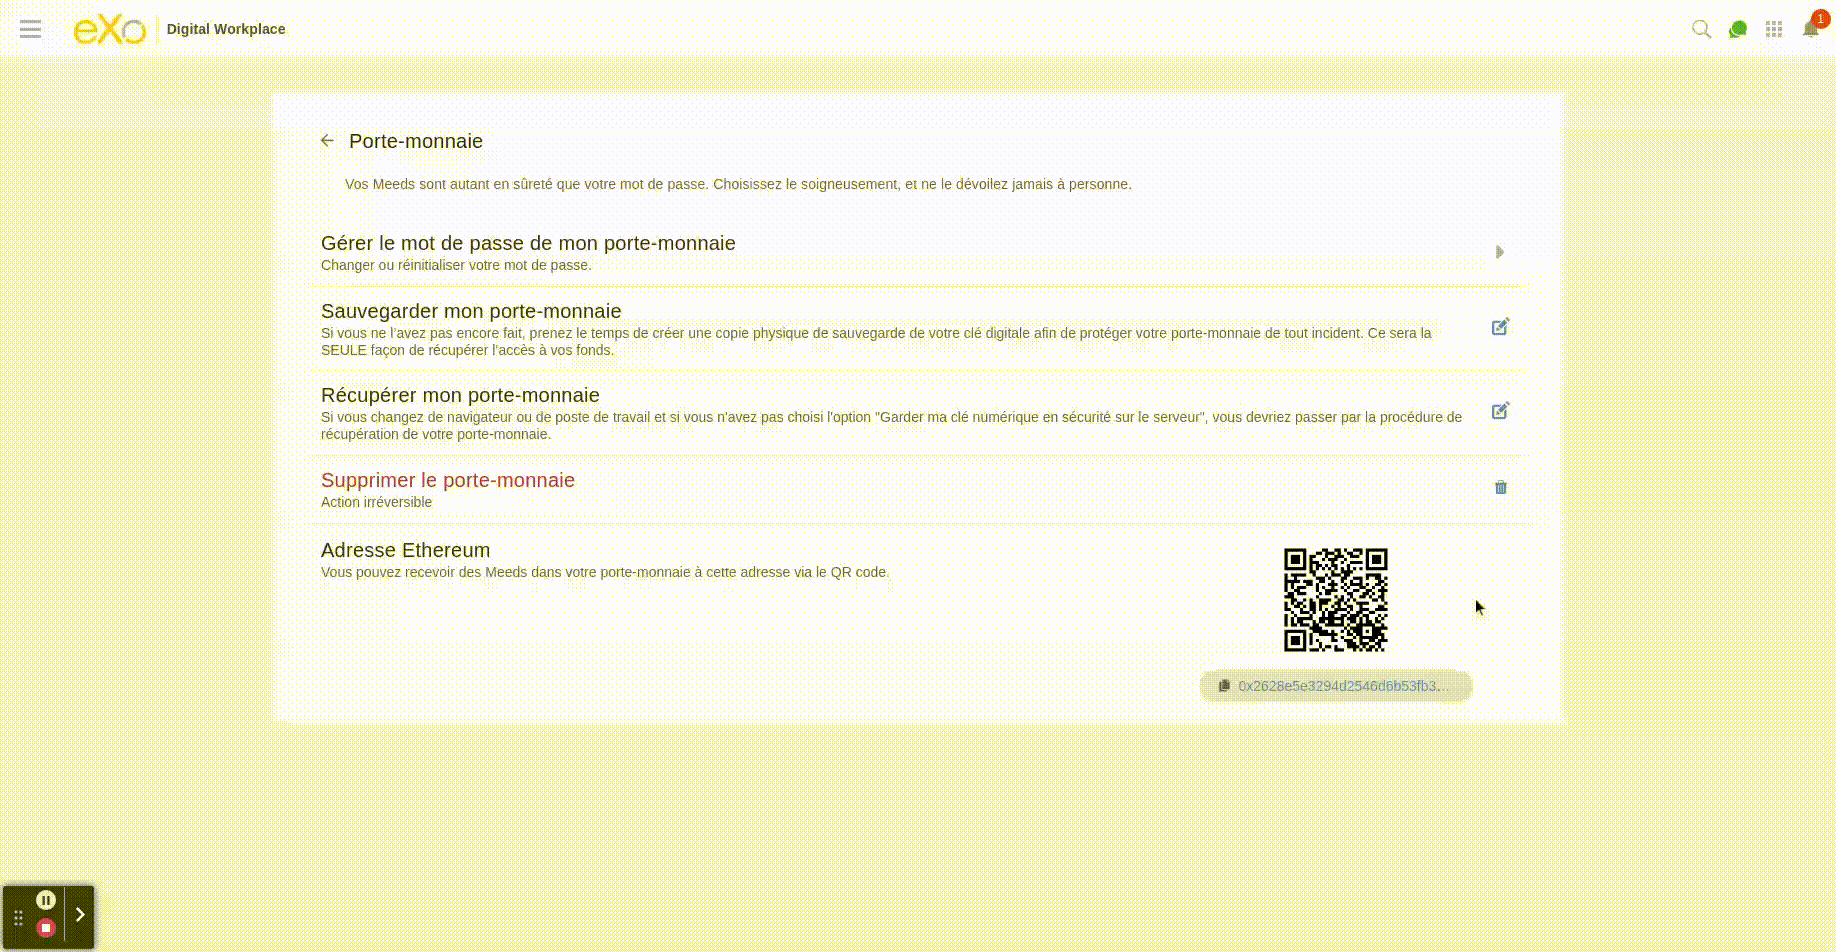 eXo
Digital Workplace
1
Porte-monnaie
Vos Meeds sont autant en sûreté que votre mot de passe. Choisissez le soigneusement, et ne le dévoilez jamais à personne.
Gérer le mot de passe de mon porte-monnaie
Changer ou réinitialiser votre mot de passe.
Sauvegarder mon porte-monnaie
Si vous ne l'avez pas encore fait, prenez le temps de créer une copie physique de sauvegarde de votre clé digitale afin de protéger votre porte-monnaie de tout incident. Ce sera la
SEULE façon de récupérer l'accès à vos fonds.
Récupérer mon porte-monnaie
Si vous changez de navigateur ou de poste de travail et si vous n'avez pas choisi l'option "Garder ma clé numérique en sécurité sur le serveur", vous devriez passer par la procédure de
récupération de votre porte-monnaie.
Supprimer le porte-monnaie
Action irréversible
Adresse Ethereum
Vous pouvez recevoir des Meeds dans votre porte-monnaie à cette adresse via le QR code.
0x2628e5e3294d2546d6b53fb3...